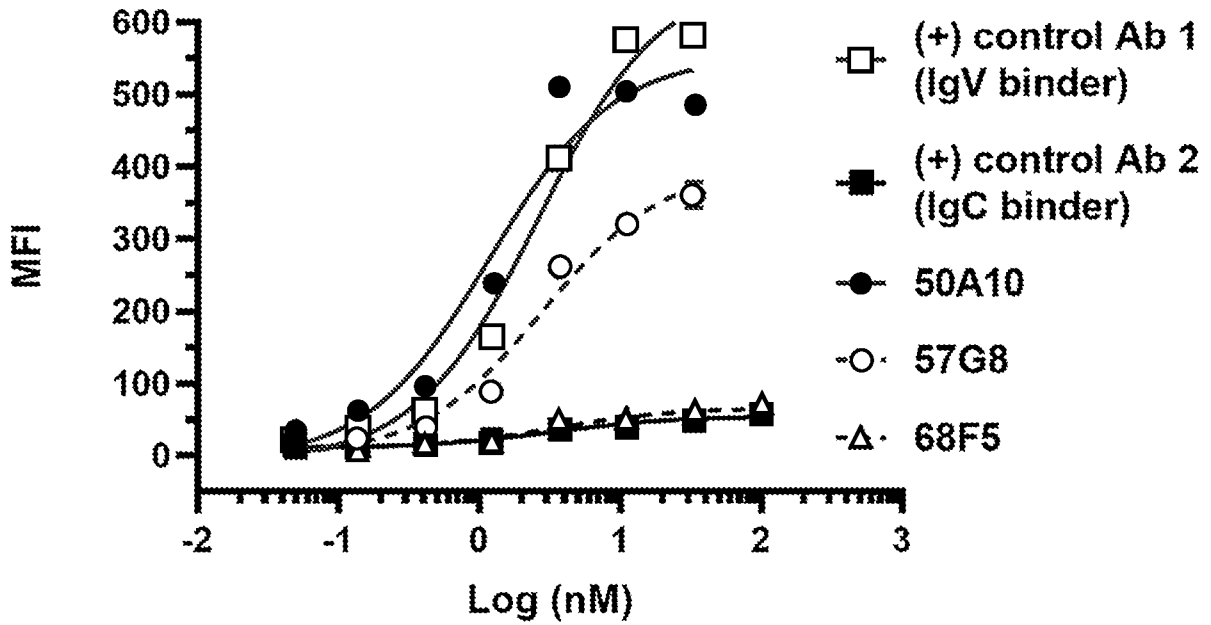 600
500
400
300
200
100
0
MFI
-2
-1
0
1
2
3
Log (nM)
(+) control Ab 1
(IgV binder)
(+) control Ab 2
(IgC binder)
50A10
57G8
68F5